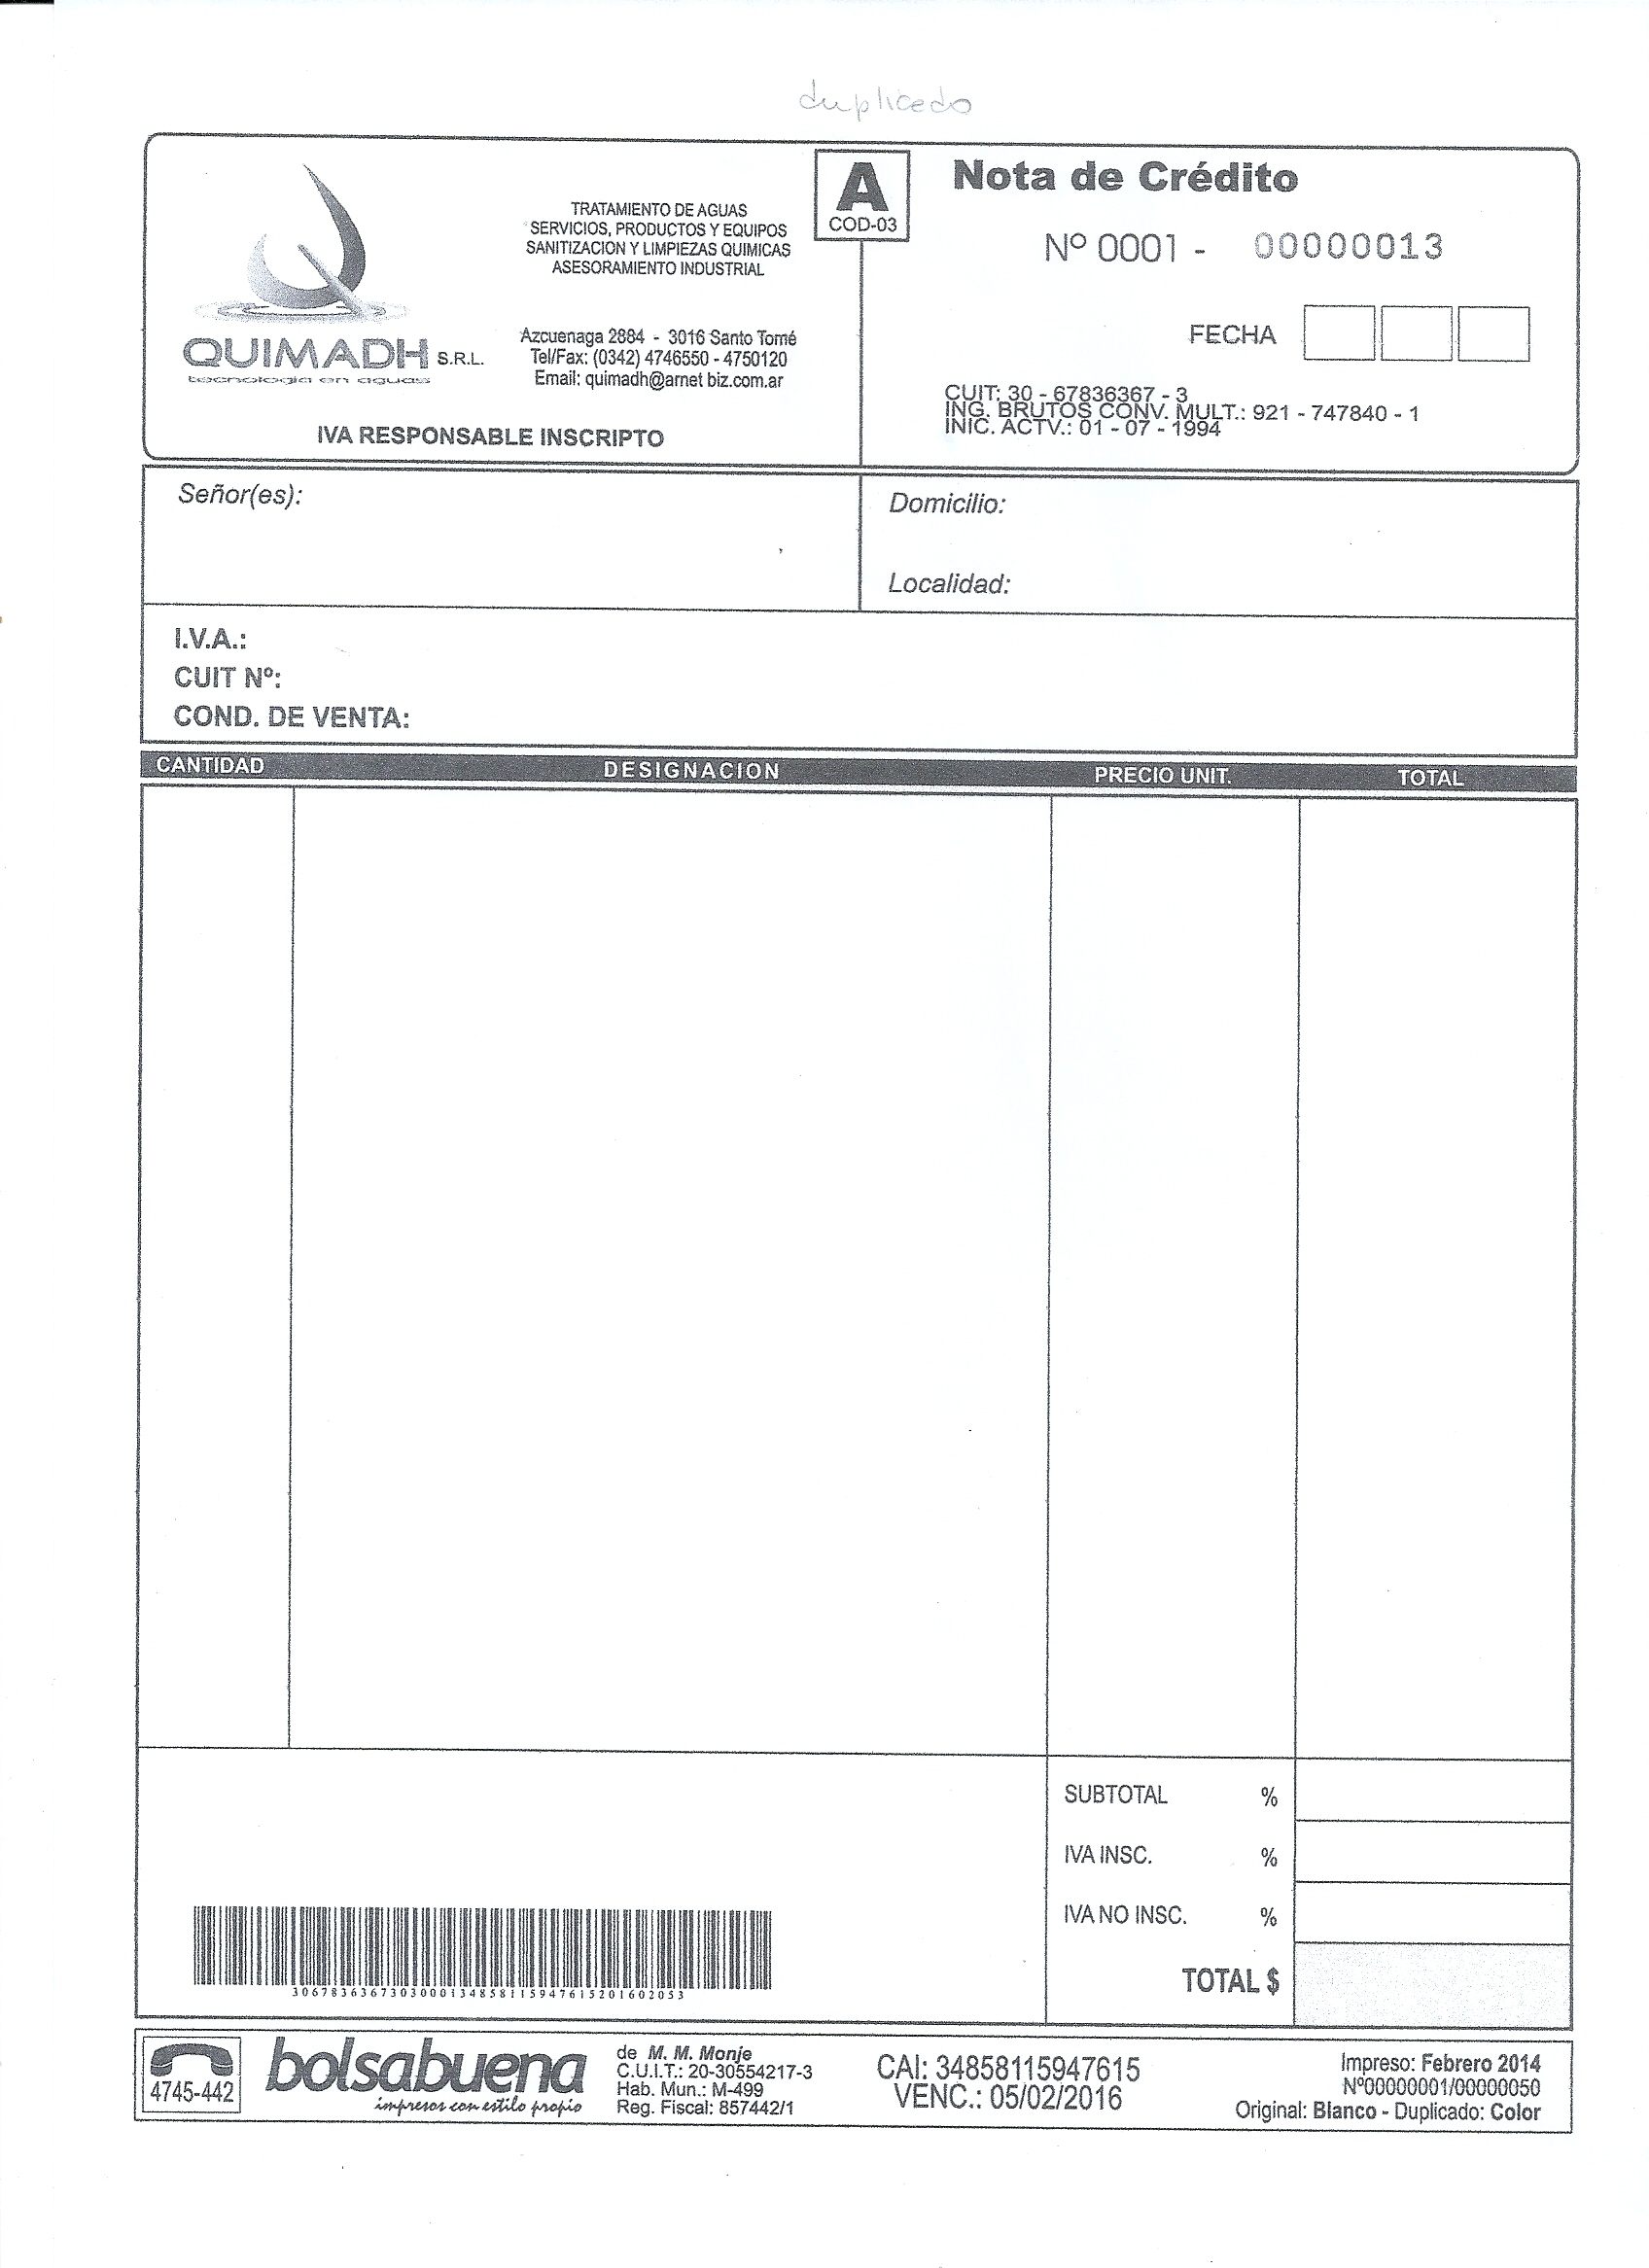 duplicado
A
COD-03
Nota de Crédito
Nº 0001 - 00000013
FECHA
TRATAMIENTO DE AGUAS
SERVICIOS, PRODUCTOS Y EQUIPOS
SANITIZACION Y LIMPIEZAS QUIMICAS
ASESORAMIENTO INDUSTRIAL
QUIMADH S.R.L.
tecnología en aguas
Azcuenaga 2884 - 3016 Santo Tomé
Tel/Fax: (0342) 4746550 - 4750120
Email: quimadh@arnet biz.com.ar
IVA RESPONSABLE INSCRIPTO
CUIT: 30 - 67836367 - 3
ING. BRUTOS CONV. MULT.: 921 - 747840 - 1
INIC. ACTV.: 01 - 07 - 1994
Señor(es):
Domicilio:
Localidad:
I.V.A.:
CUIT Nº:
COND. DE VENTA:
CANTIDAD DESIGNACION PRECIO UNIT. TOTAL
SUBTOTAL %
IVA INSC. %
IVA NO INSC. %
TOTAL $
306783636730300013485811594761520160 2053
4745-442
bolsabuena
impresos con estilo propio
de M. M. Monje
C.U.I.T.: 20-30554217-3
Hab. Mun.: M-499
Reg. Fiscal: 857442/1
CAI: 34858115947615
VENC.: 05/02/2016
Impreso: Febrero 2014
Nº00000001/00000050
Original: Blanco - Duplicado: Color